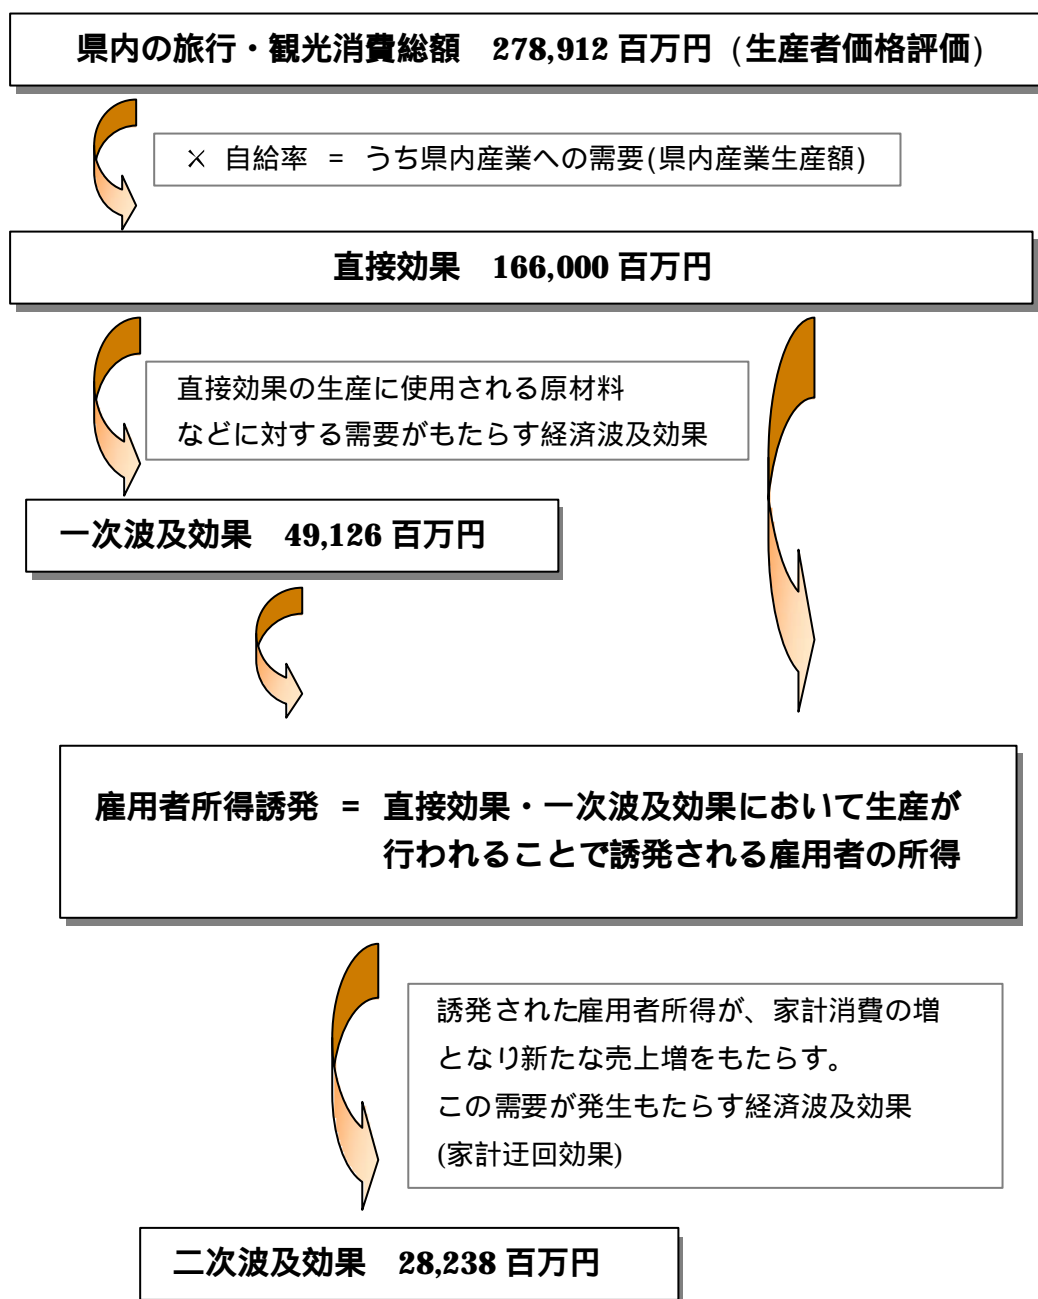 県内の旅行・観光消費総額　278,912 百万円（生産者価格評価）
× 自給率 = うち県内産業への需要(県内産業生産額)
直接効果　166,000 百万円
直接効果の生産に使用される原材料
などに対する需要がもたらす経済波及効果
一次波及効果　49,126 百万円
雇用者所得誘発 = 直接効果・一次波及効果において生産が
行われることで誘発される雇用者の所得
誘発された雇用者所得が、家計消費の増
となり新たな売上増をもたらす。
この需要が発生もたらす経済波及効果
(家計迂回効果)
二次波及効果　28,238 百万円